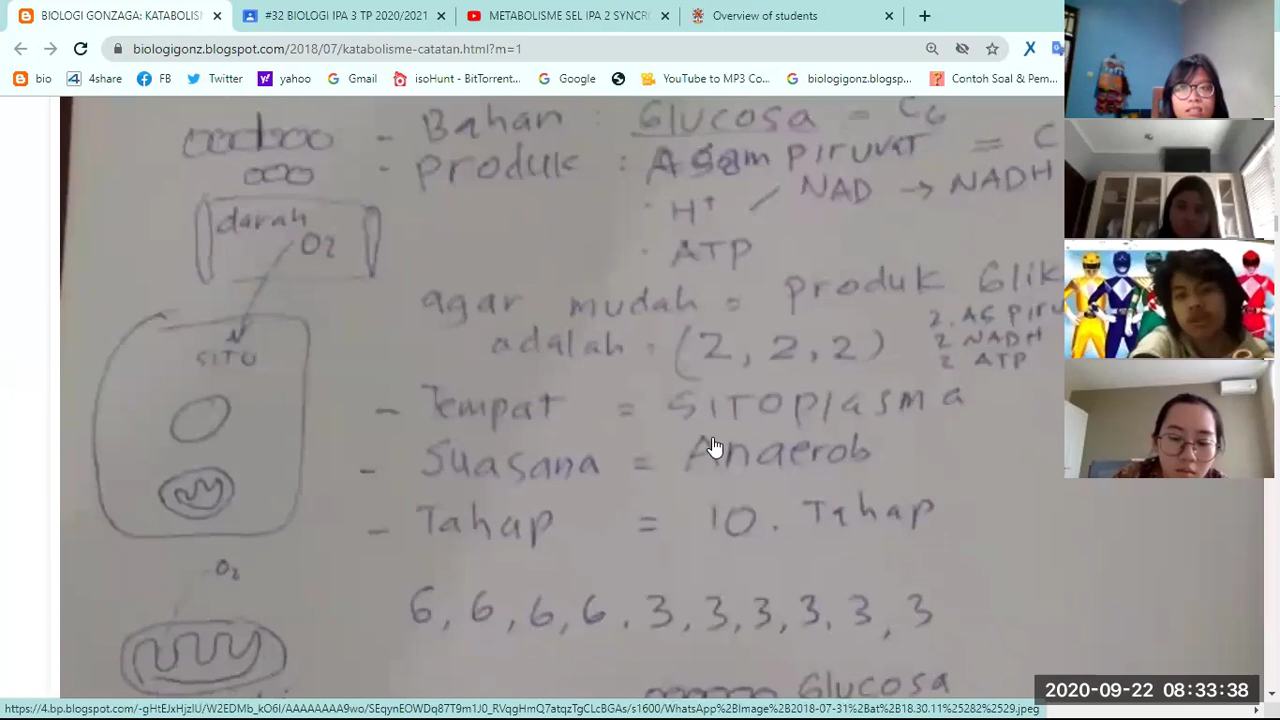 BIOLOGI GONZAGA: KATABOLISM
#32 BIOLOGI IPA 3 TP 2020/2021
METABOLISME SEL IPA 2 SYNCRO
Overview of students
biologigonz.blogspot.com/2018/07/katabolisme-catatan.html?m=1
bio
4share
FB
Twitter
yahoo
Gmail
isoHunt - BitTorrent...
Google
YouTube to MP3 Co...
biologigonz.blogsp...
Contoh Soal & Pem...
- Bahan : Glucosa = C6
- Produk : Asam Piruvat = C
· H+ / NAD → NADH
· ATP
darah
O2
agar mudah = produk Glik
adalah : (2, 2, 2)
2. AS PIRU
2 NADH
2 ATP
SITO
- Tempat = SITOPlasma
- Suasana = Anaerob
- Tahap = 10. Tahap
O2
6, 6, 6, 6. 3, 3, 3, 3, 3, 3
Glucosa
2020-09-22 08:33:38